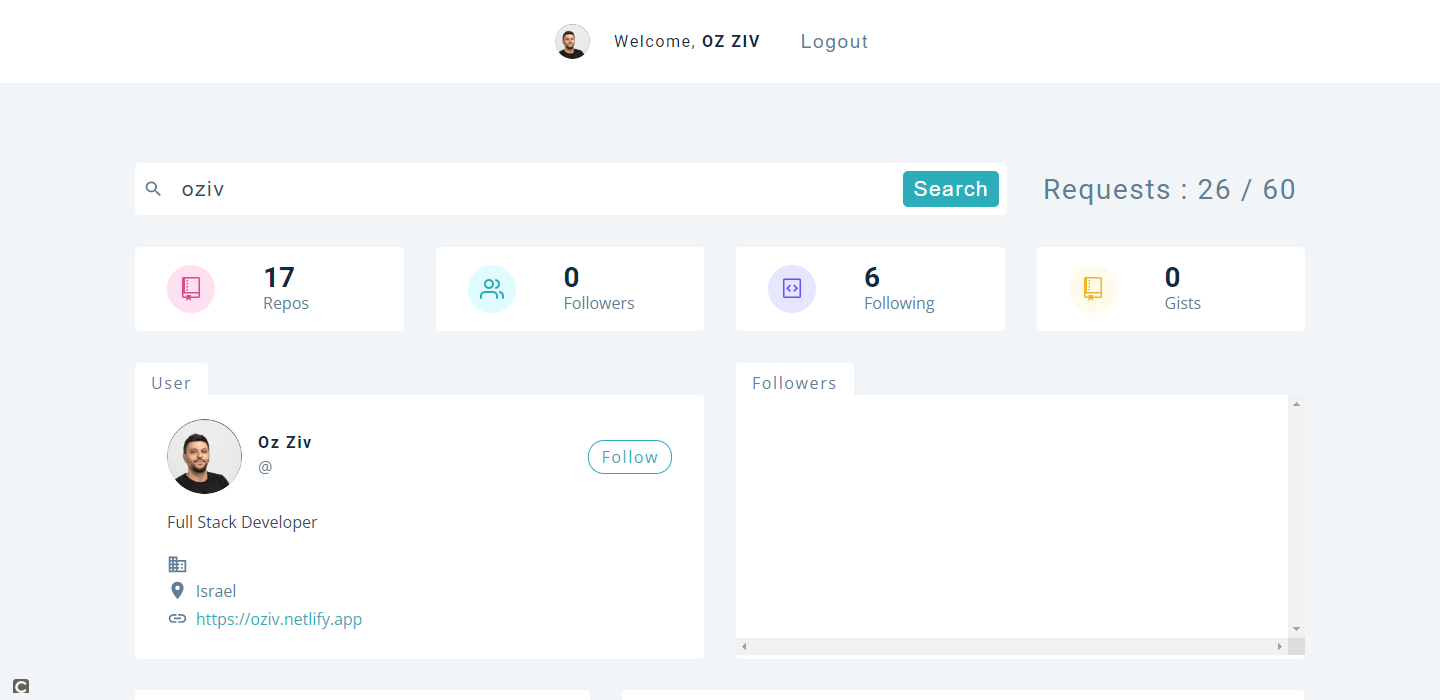 Welcome, OZ ZIV
Logout
oziv
Search
Requests : 26 / 60
17
Repos
0
Followers
6
Following
0
Gists
User
Oz Ziv
@
Follow
Full Stack Developer
Israel
https://oziv.netlify.app
Followers
C